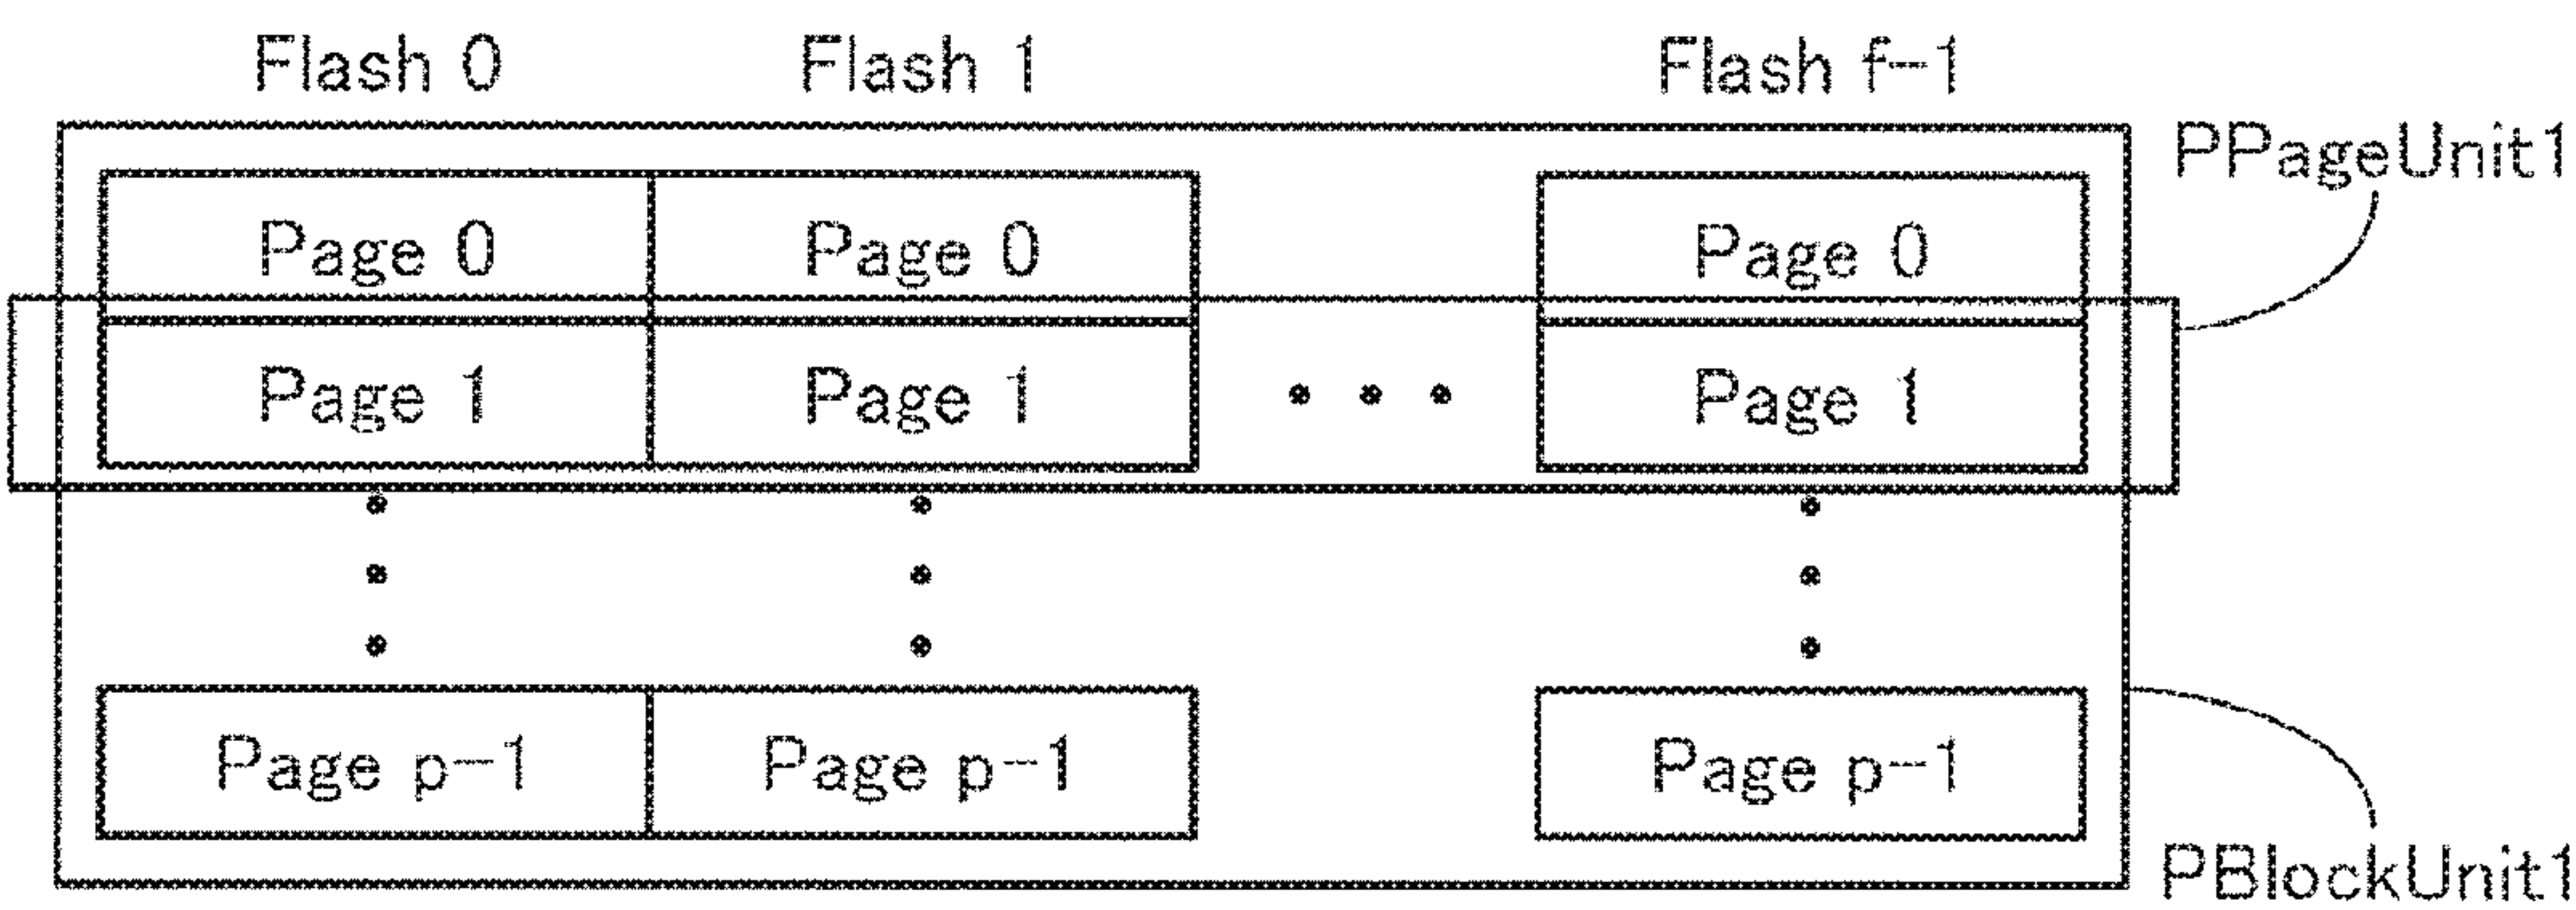 Flash 0 Flash 1 Flash f-1
PPageUnit1
Page 0 Page 0 Page 0
Page 1 Page 1 Page 1
Page p-1 Page p-1 Page p-1
PBlockUnit1